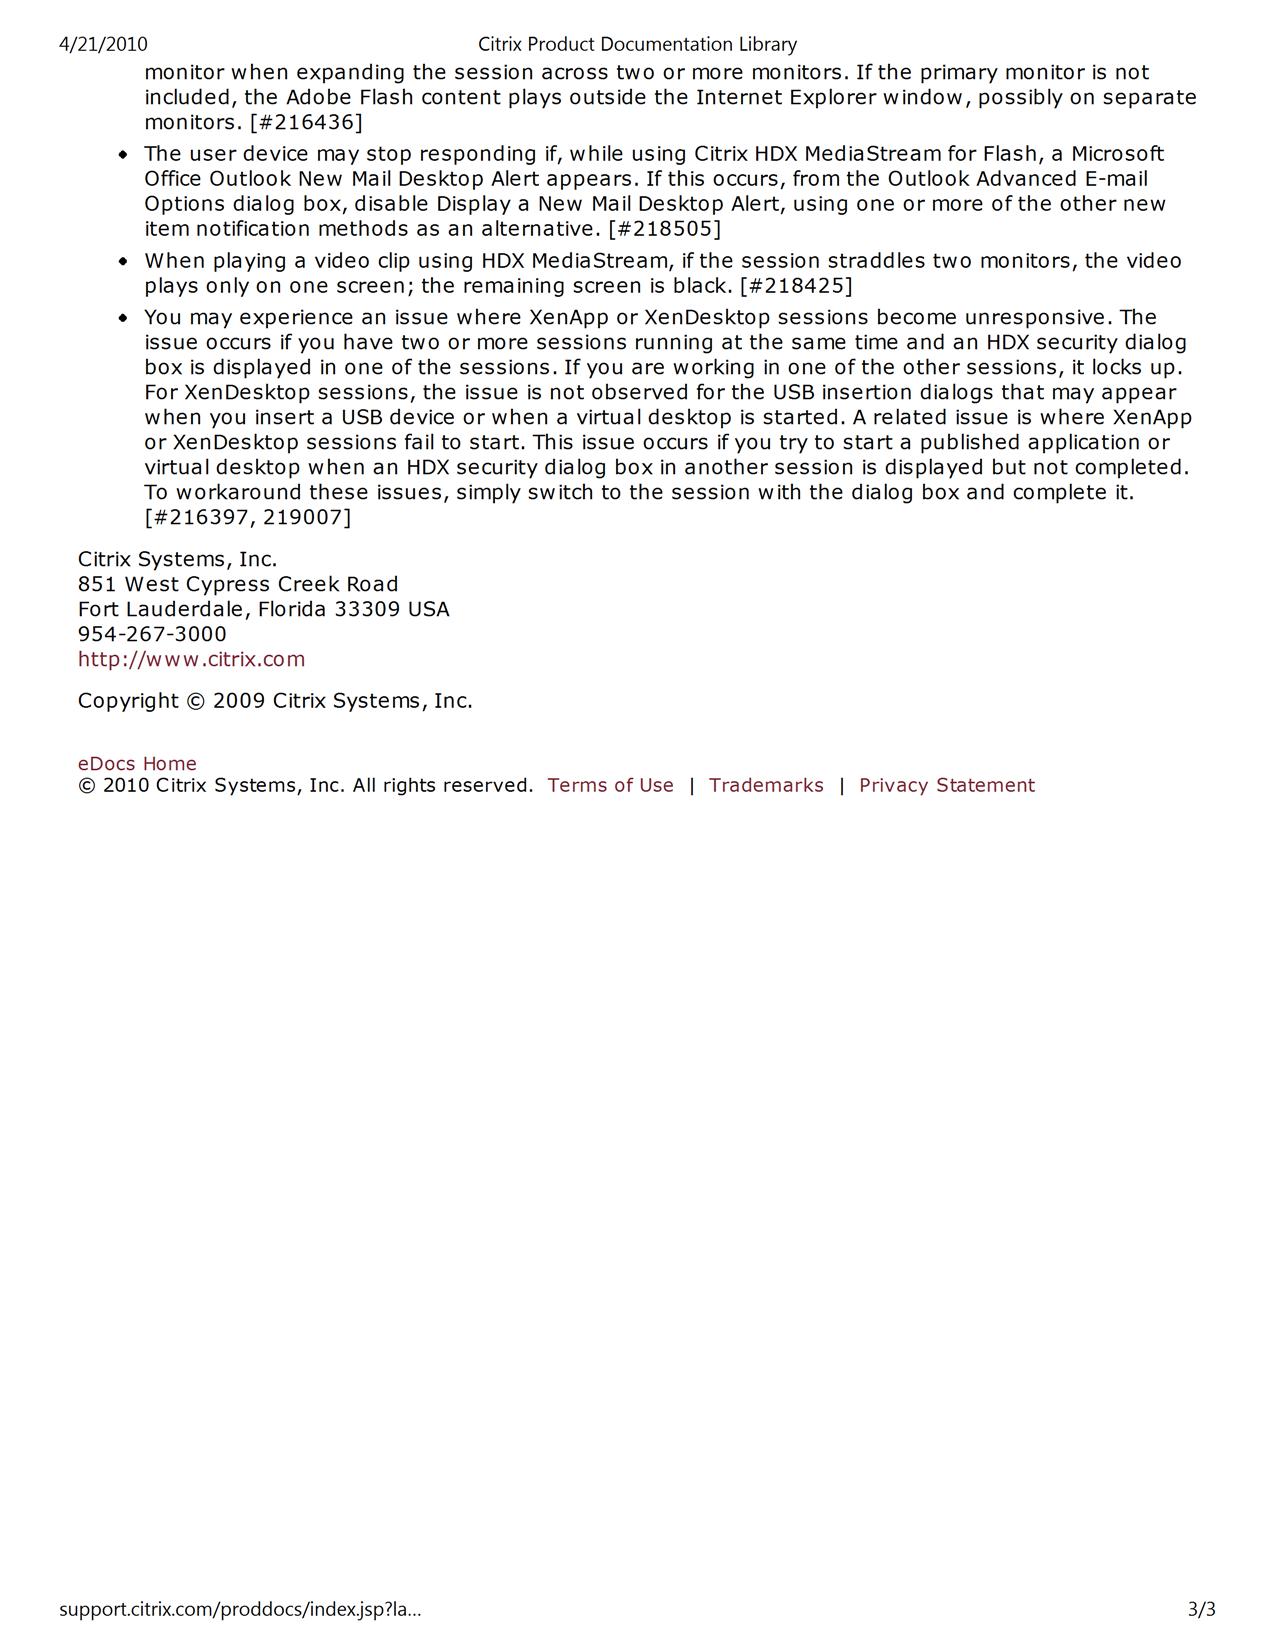 4/21/2010 Citrix Product Documentation Library
monitor when expanding the session across two or more monitors. If the primary monitor is not
included, the Adobe Flash content plays outside the Internet Explorer window, possibly on separate
monitors. [#216436]
• The user device may stop responding if, while using Citrix HDX MediaStream for Flash, a Microsoft
Office Outlook New Mail Desktop Alert appears. If this occurs, from the Outlook Advanced E-mail
Options dialog box, disable Display a New Mail Desktop Alert, using one or more of the other new
item notification methods as an alternative. [#218505]
• When playing a video clip using HDX MediaStream, if the session straddles two monitors, the video
plays only on one screen; the remaining screen is black. [#218425]
• You may experience an issue where XenApp or XenDesktop sessions become unresponsive. The
issue occurs if you have two or more sessions running at the same time and an HDX security dialog
box is displayed in one of the sessions. If you are working in one of the other sessions, it locks up.
For XenDesktop sessions, the issue is not observed for the USB insertion dialogs that may appear
when you insert a USB device or when a virtual desktop is started. A related issue is where XenApp
or XenDesktop sessions fail to start. This issue occurs if you try to start a published application or
virtual desktop when an HDX security dialog box in another session is displayed but not completed.
To workaround these issues, simply switch to the session with the dialog box and complete it.
[#216397, 219007]
Citrix Systems, Inc.
851 West Cypress Creek Road
Fort Lauderdale, Florida 33309 USA
954-267-3000
http://www.citrix.com
Copyright © 2009 Citrix Systems, Inc.
eDocs Home
© 2010 Citrix Systems, Inc. All rights reserved. Terms of Use | Trademarks | Privacy Statement
support.citrix.com/proddocs/index.jsp?la... 3/3